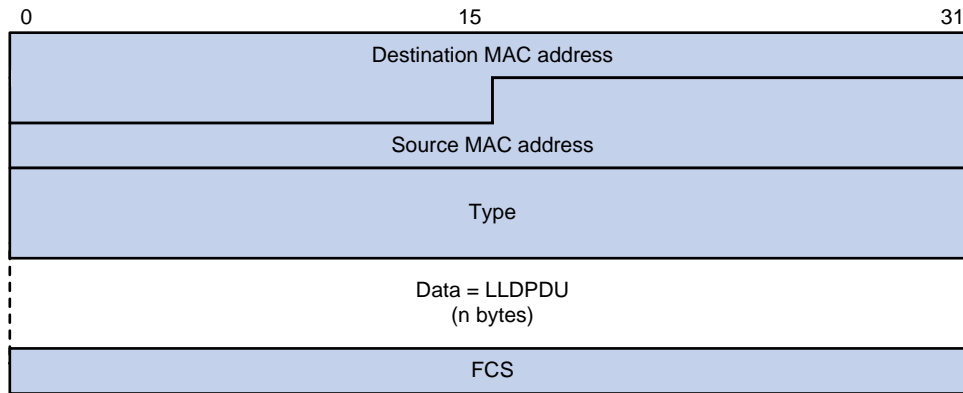 0 15 31
Destination MAC address
Source MAC address
Type
Data = LLDPDU
(n bytes)
FCS